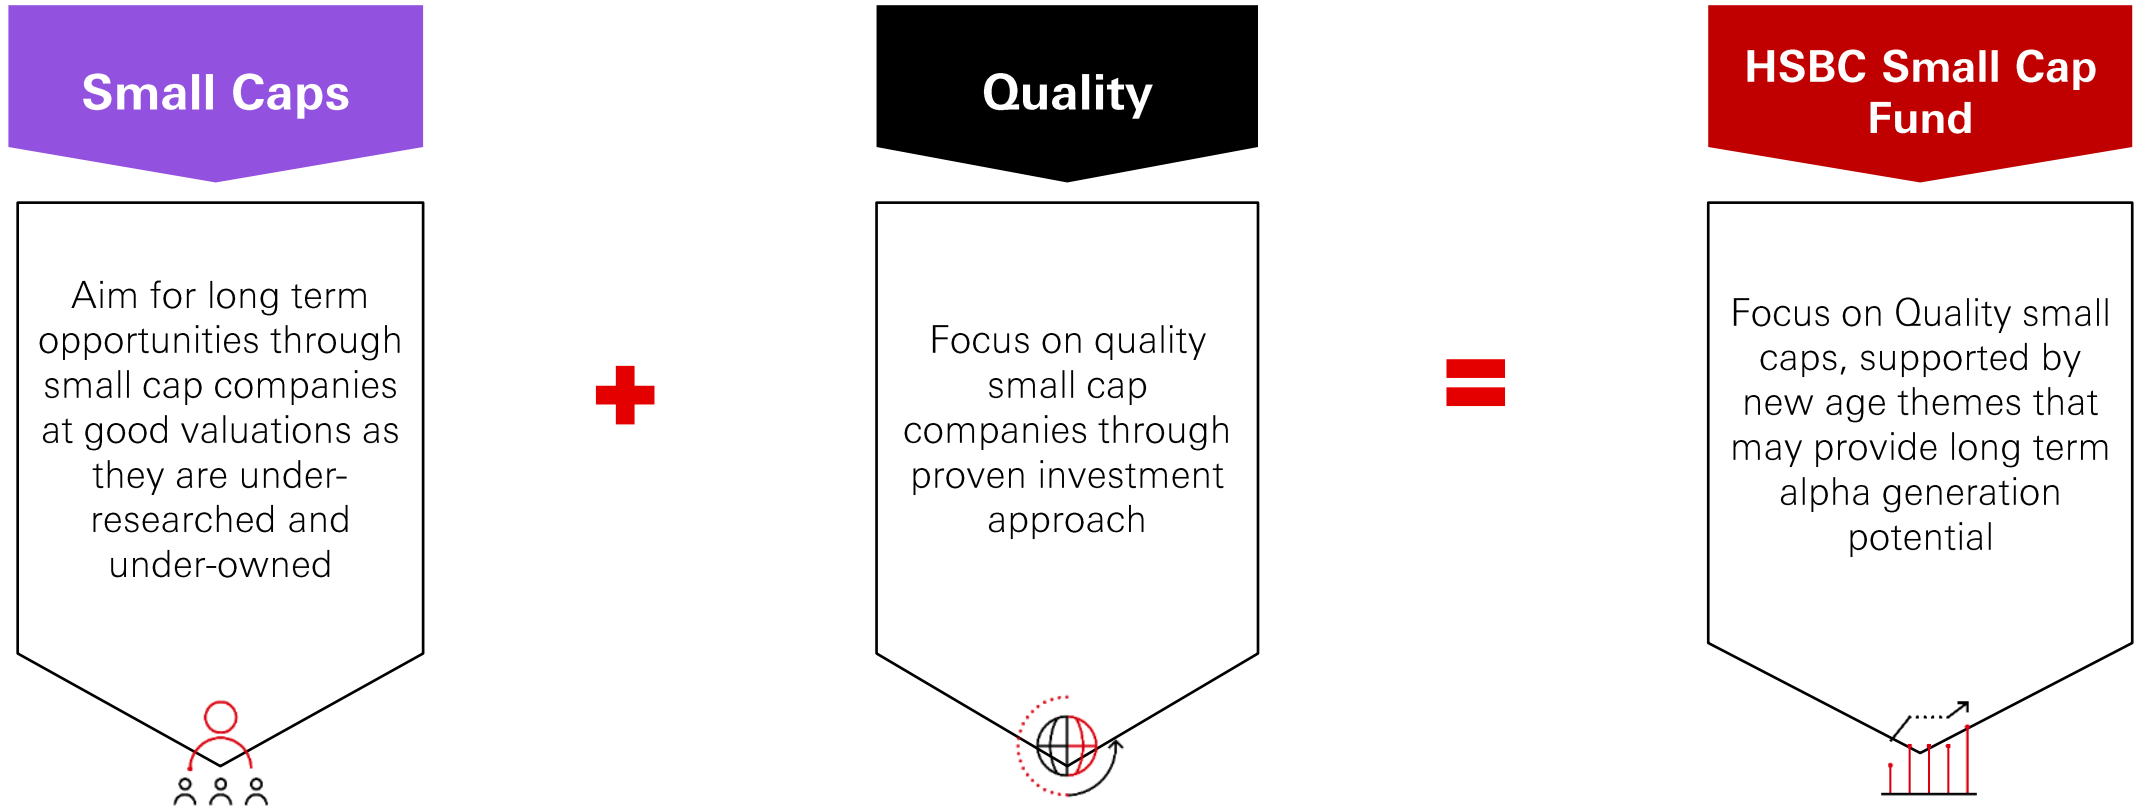 Small Caps
Aim for long term
opportunities through
small cap companies
at good valuations as
they are under-
researched and
under-owned
Quality
Focus on quality
small cap
companies through
proven investment
approach
HSBC Small Cap
Fund
Focus on Quality small
caps, supported by
new age themes that
may provide long term
alpha generation
potential